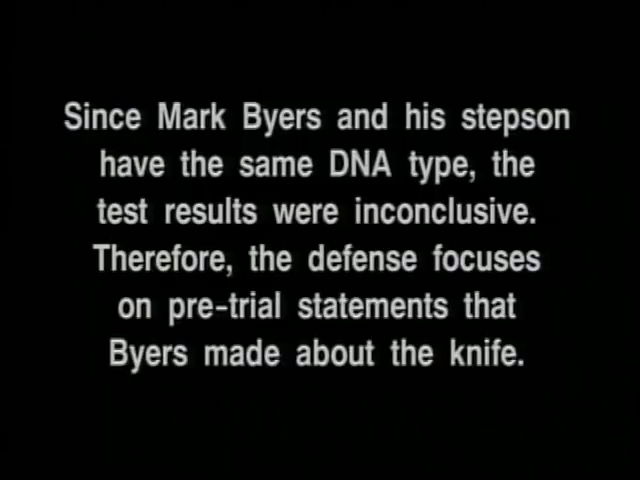 Since Mark Byers and his stepson
have the same DNA type, the
test results were inconclusive.
Therefore, the defense focuses
on pre-trial statements that
Byers made about the knife.